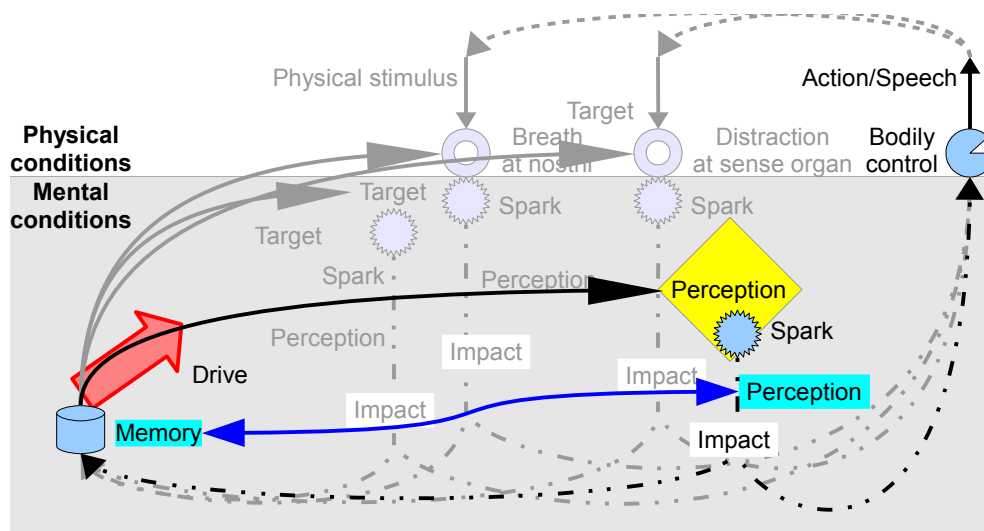 Physical stimulus
Action/Speech
Target
Physical
conditions
Breath
at nostril
Distraction
at sense organ
Bodily
control
Mental
conditions
Target
Spark
Spark
Target
Spark
Perception
Perception
Perception
Spark
Impact
Drive
Impact
Perception
Impact
Memory
Impact